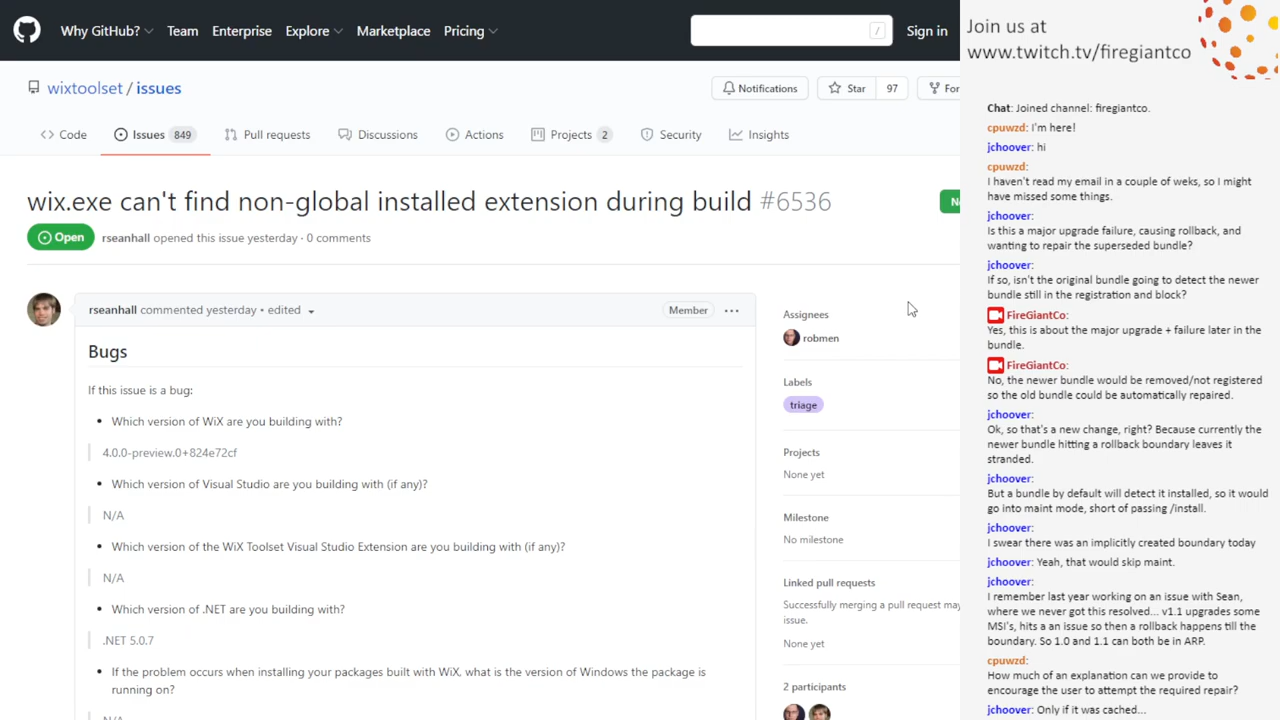 Why GitHub?
Team
Enterprise
Explore
Marketplace
Pricing
/
Sign in
wixtoolset / issues
Notifications
Star
97
For
Code
Issues 849
Pull requests
Discussions
Actions
Projects 2
Security
Insights
wix.exe can't find non-global installed extension during build #6536
Open
rseanhall opened this issue yesterday · 0 comments
rseanhall commented yesterday • edited
Member
Bugs
If this issue is a bug:
• Which version of WiX are you building with?
4.0.0-preview.0+824e72cf
• Which version of Visual Studio are you building with (if any)?
N/A
• Which version of the WiX Toolset Visual Studio Extension are you building with (if any)?
N/A
• Which version of .NET are you building with?
.NET 5.0.7
• If the problem occurs when installing your packages built with WiX, what is the version of Windows the package is
running on?
N/A
Assignees
robmen
Labels
triage
Projects
None yet
Milestone
No milestone
Linked pull requests
Successfully merging a pull request may
issue.
None yet
2 participants
Join us at
www.twitch.tv/firegiantco
Chat: Joined channel: firegiantco.
cpuwzd: I'm here!
jchoover: hi
cpuwzd:
I haven't read my email in a couple of weks, so I might
have missed some things.
jchoover:
Is this a major upgrade failure, causing rollback, and
wanting to repair the superseded bundle?
jchoover:
If so, isn't the original bundle going to detect the newer
bundle still in the registration and block?
FireGiantCo:
Yes, this is about the major upgrade + failure later in the
bundle.
FireGiantCo:
No, the newer bundle would be removed/not registered
so the old bundle could be automatically repaired.
jchoover:
Ok, so that's a new change, right? Because currently the
newer bundle hitting a rollback boundary leaves it
stranded.
jchoover:
But a bundle by default will detect it installed, so it would
go into maint mode, short of passing /install.
jchoover:
I swear there was an implicitly created boundary today
jchoover: Yeah, that would skip maint.
jchoover:
I remember last year working on an issue with Sean,
where we never got this resolved... v1.1 upgrades some
MSI's, hits a an issue so then a rollback happens till the
boundary. So 1.0 and 1.1 can both be in ARP.
cpuwzd:
How much of an explanation can we provide to
encourage the user to attempt the required repair?
jchoover: Only if it was cached...